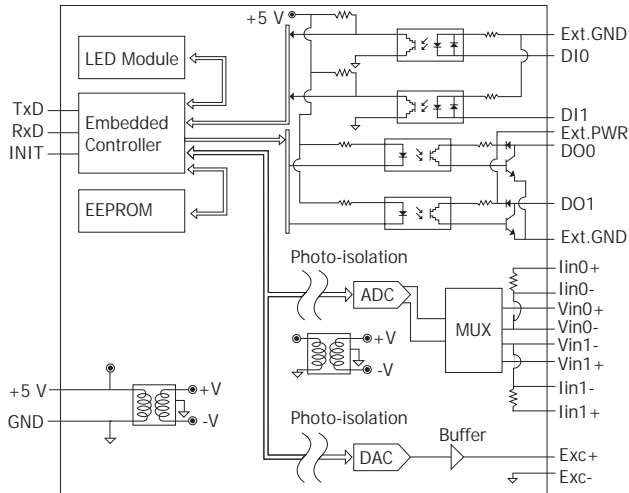 +5 V
LED Module
TxD
RxD
INIT
Embedded
Controller
EEPROM
Ext.GND
DI0
DI1
Ext.PWR
DO0
DO1
Ext.GND
Photo-isolation
ADC
MUX
Iin0+
Iin0-
Vin0+
Vin0-
Vin1-
Vin1+
Iin1-
Iin1+
+V
-V
+5 V
GND
+V
-V
Photo-isolation
DAC
Buffer
Exc+
Exc-